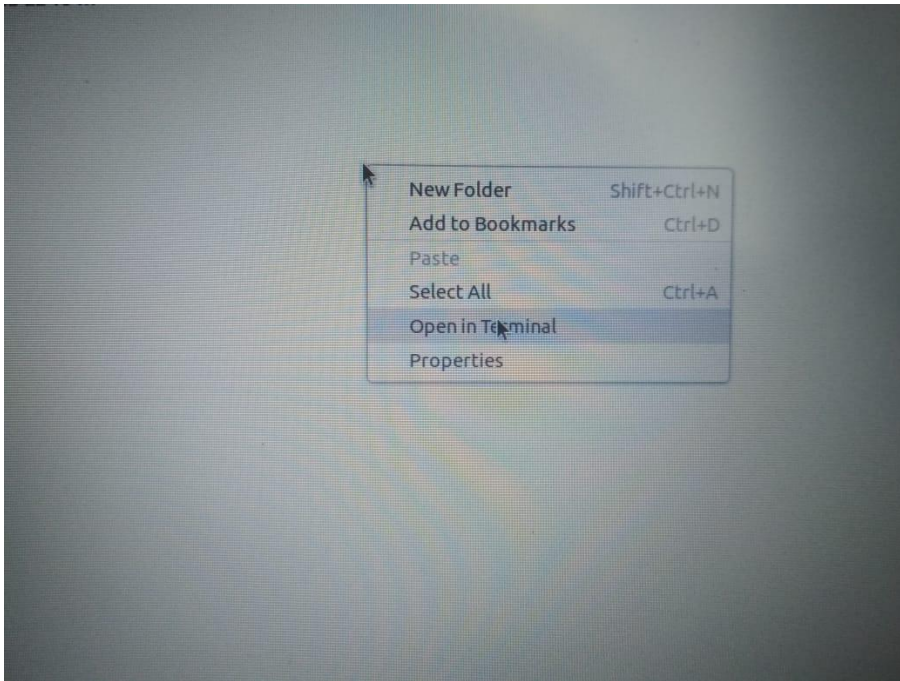 New Folder Shift+Ctrl+N
Add to Bookmarks Ctrl+D
Paste
Select All Ctrl+A
Open in Terminal
Properties